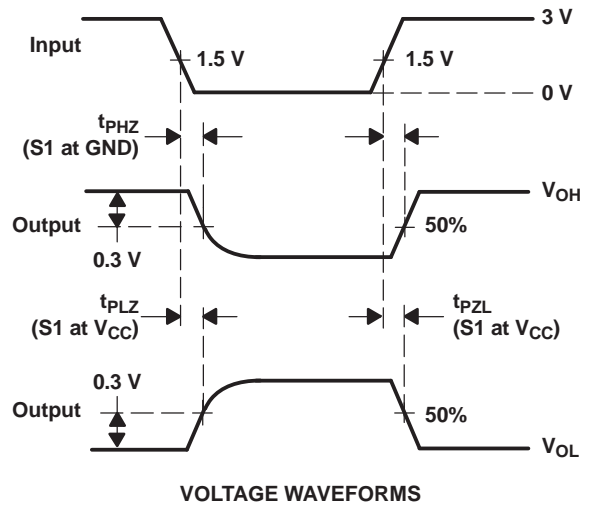 3 V
Input
1.5 V
1.5 V
0 V
tPHZ
(S1 at GND)
VOH
Output
50%
0.3 V
tPLZ
(S1 at VCC)
tPZL
(S1 at VCC)
0.3 V
Output
50%
VOL
VOLTAGE WAVEFORMS